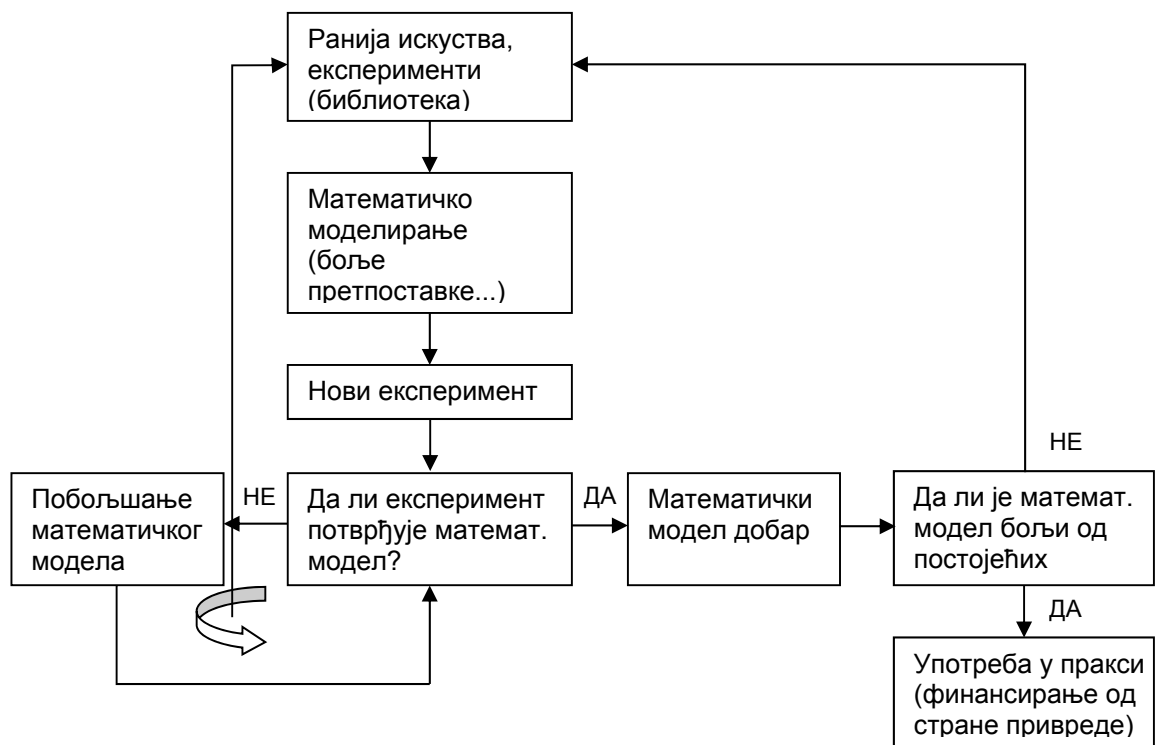 Ранија искуства,
експерименти
(библиотека)
Математичко
моделирање
(боље
претпоставке...)
Нови експеримент
НЕ
Побољшање
математичког
модела
НЕ
Да ли експеримент
потврђује математ.
модел?
ДА
Математички
модел добар
Да ли је математ.
модел бољи од
постојећих
ДА
Употреба у пракси
(финансирање од
стране привреде)